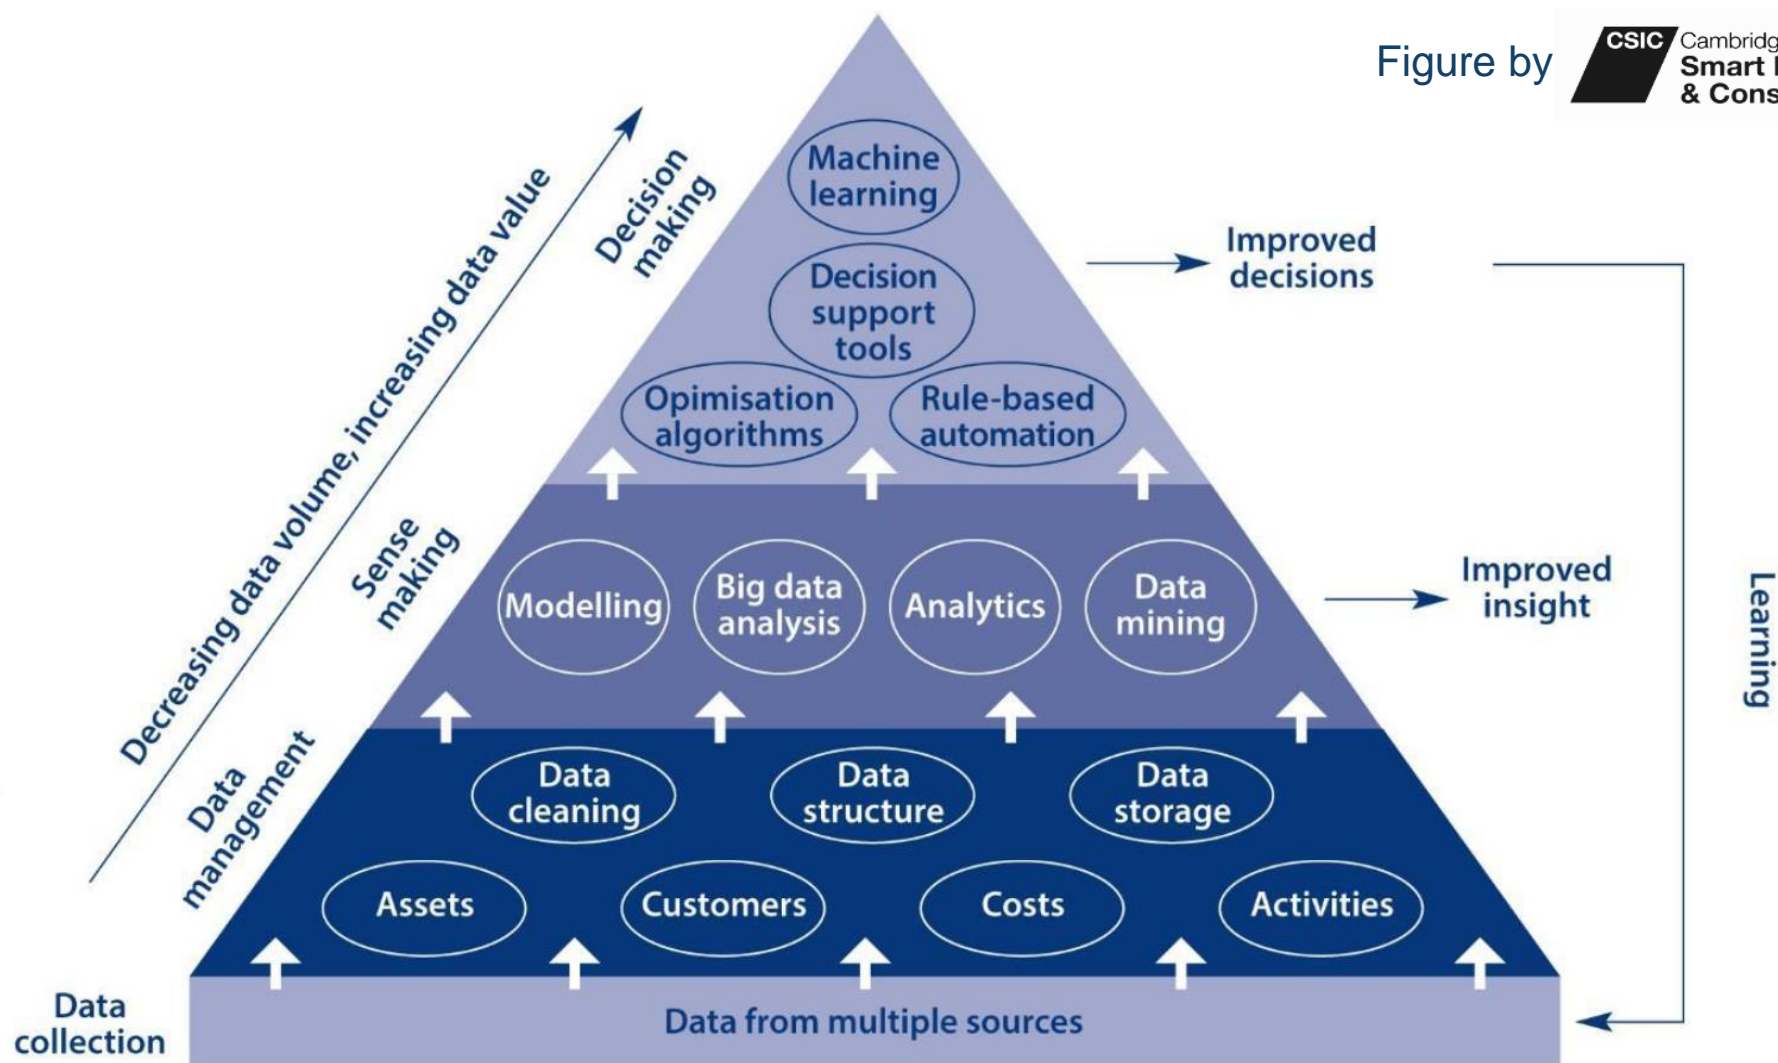 Figure by
CSIC
Smart
& Cons
Machine
learning
Decision
support
tools
Opimisation
algorithms
Rule-based
automation
Improved
decisions
Decision
making
Decreasing data volume, increasing data value
Sense
making
Modelling
Big data
analysis
Analytics
Data
mining
Improved
insight
Learning
Data
management
Data
cleaning
Data
structure
Data
storage
Assets
Customers
Costs
Activities
Data
collection
Data from multiple sources